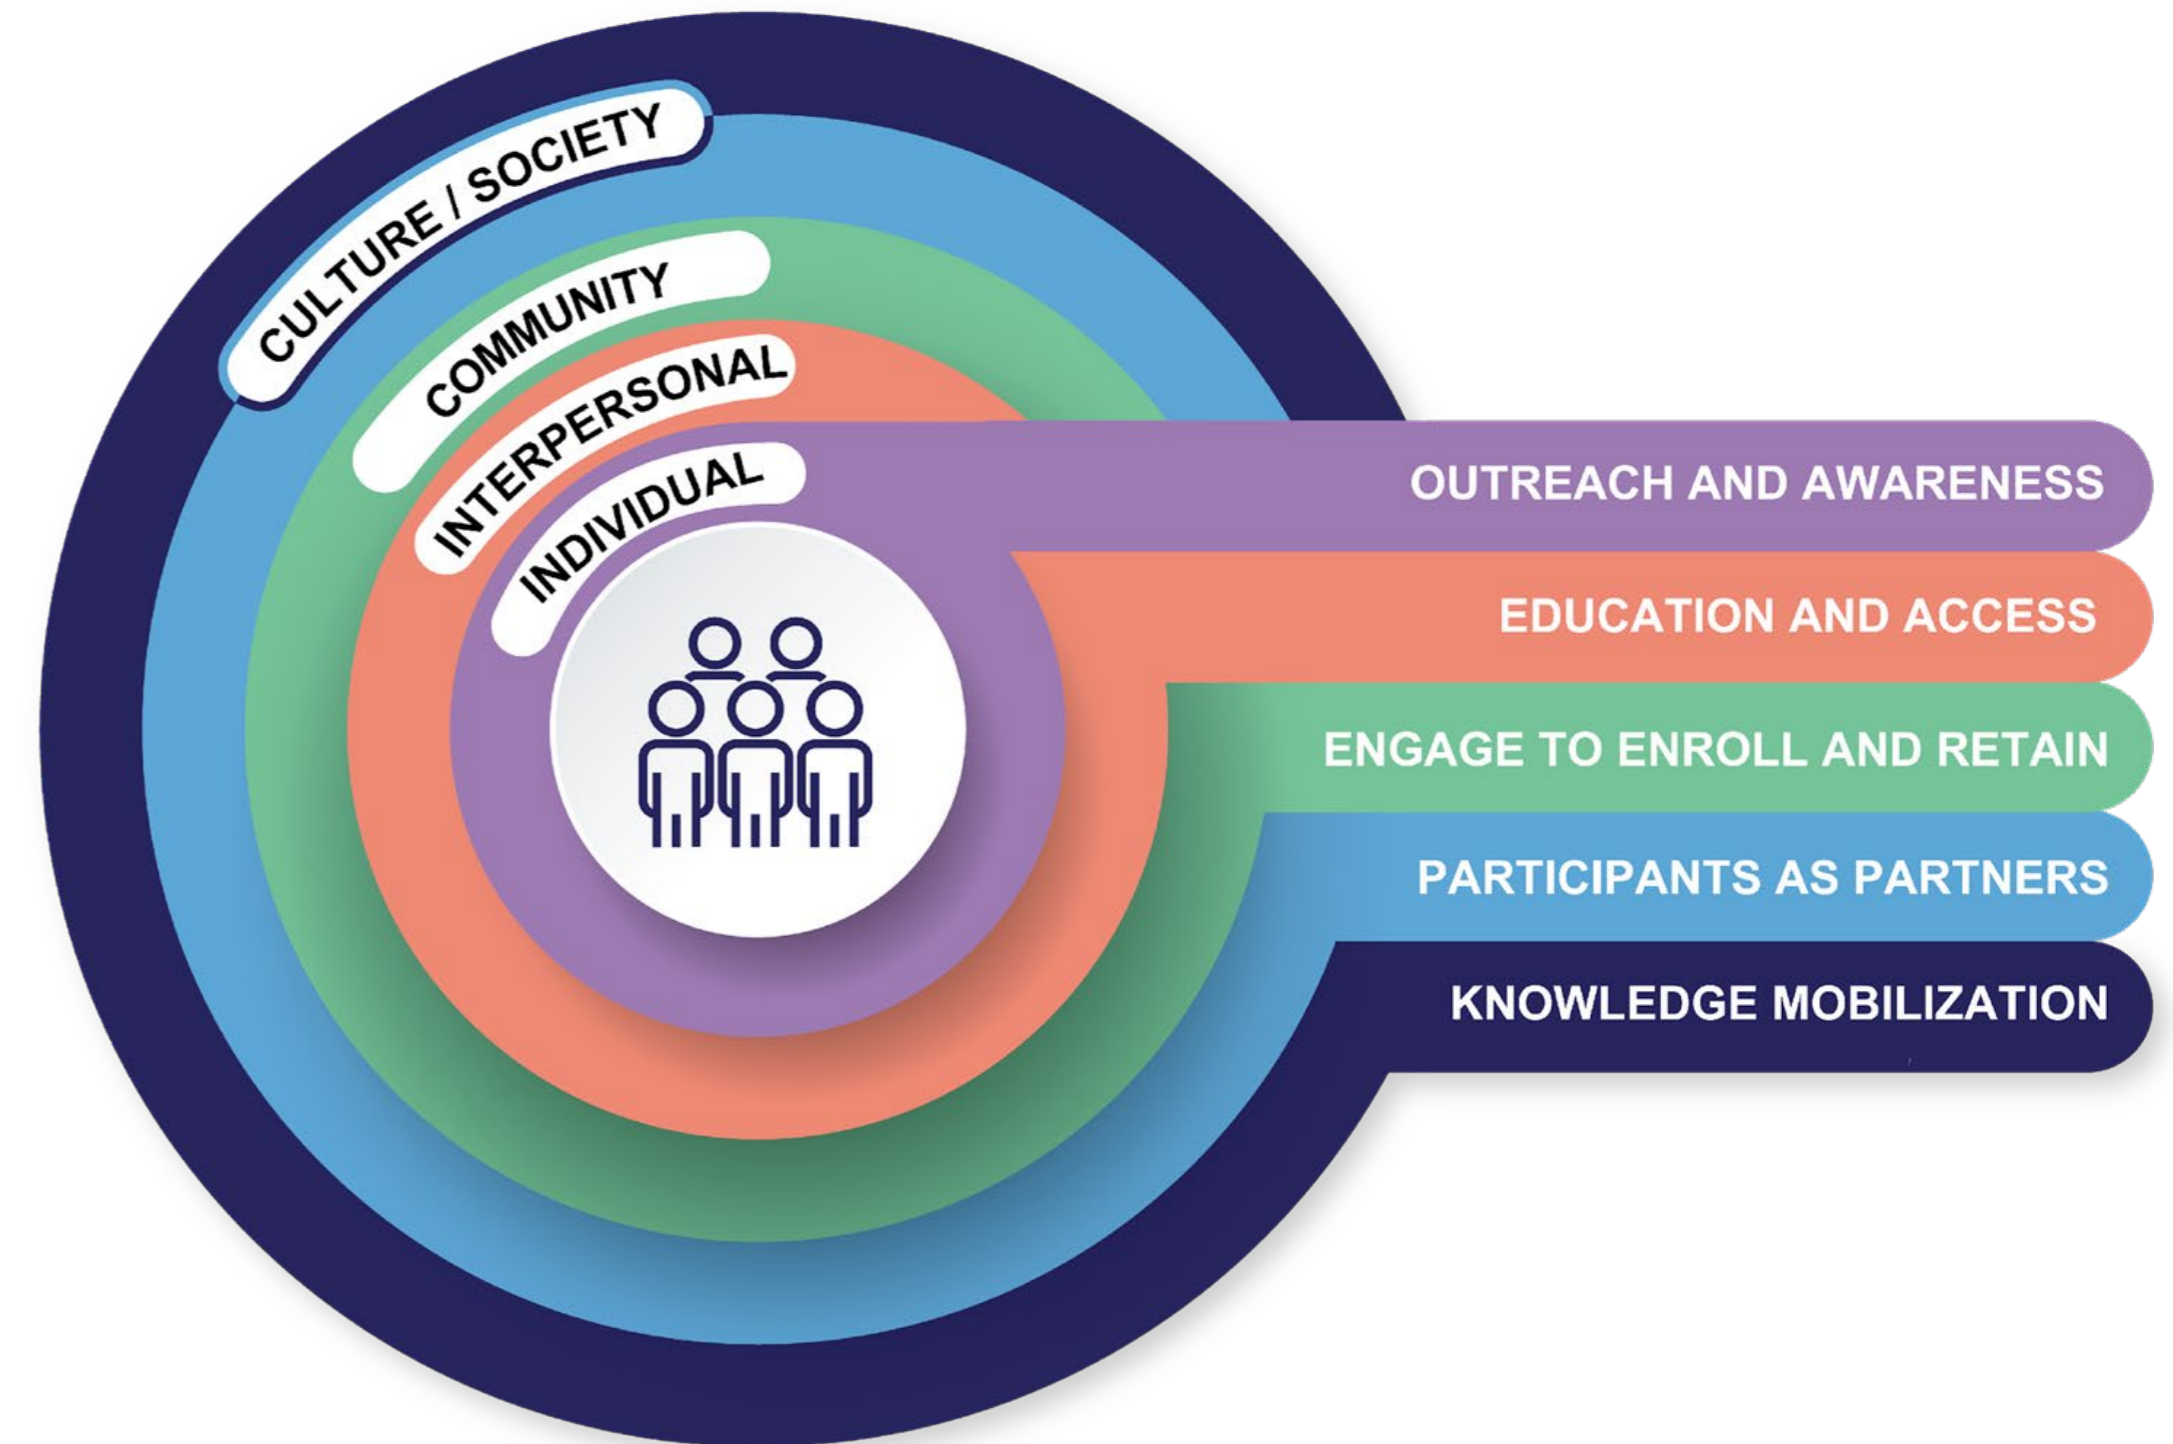 CULTURE / SOCIETY
COMMUNITY
INTERPERSONAL
INDIVIDUAL
OUTREACH AND AWARENESS
EDUCATION AND ACCESS
ENGAGE TO ENROLL AND RETAIN
PARTICIPANTS AS PARTNERS
KNOWLEDGE MOBILIZATION